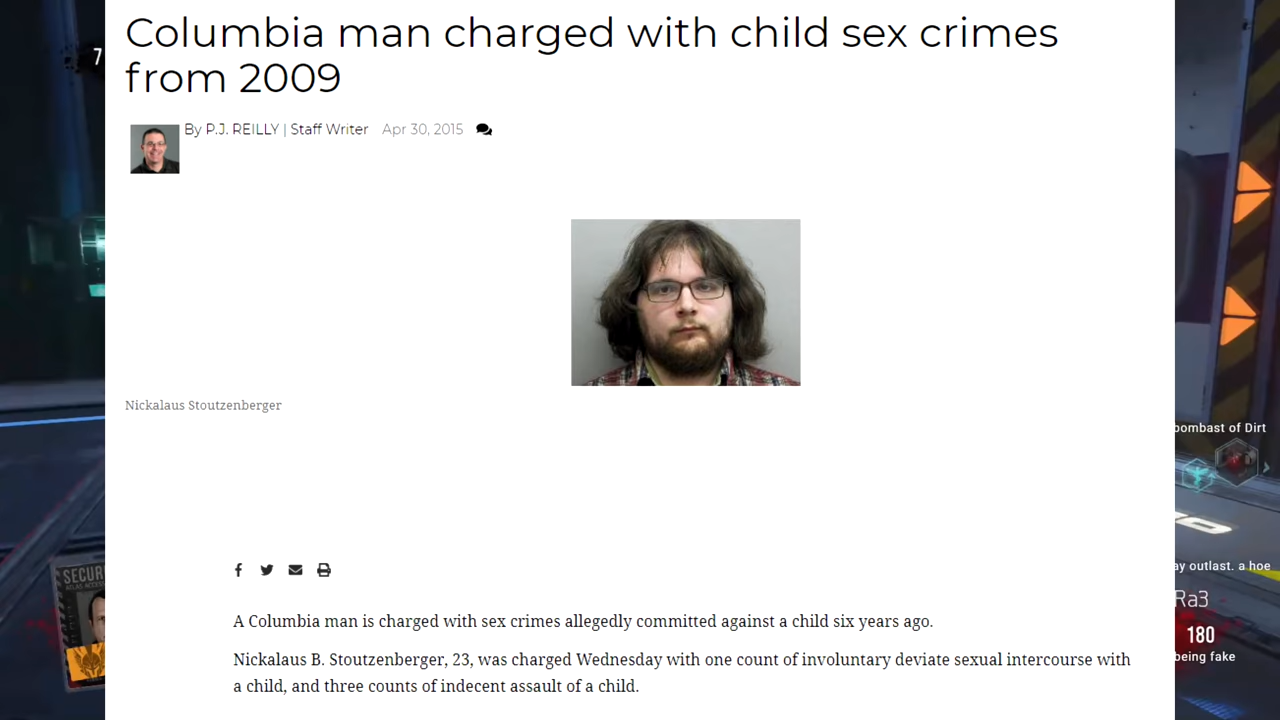 Columbia man charged with child sex crimes
from 2009
7
By P.J. REILLY | Staff Writer Apr 30, 2015
Nickalaus Stoutzenberger
bombast of Dirt
ay outlast. a hoe
Ra3
180
being fake
SECUR
A Columbia man is charged with sex crimes allegedly committed against a child six years ago.
Nickalaus B. Stoutzenberger, 23, was charged Wednesday with one count of involuntary deviate sexual intercourse with
a child, and three counts of indecent assault of a child.